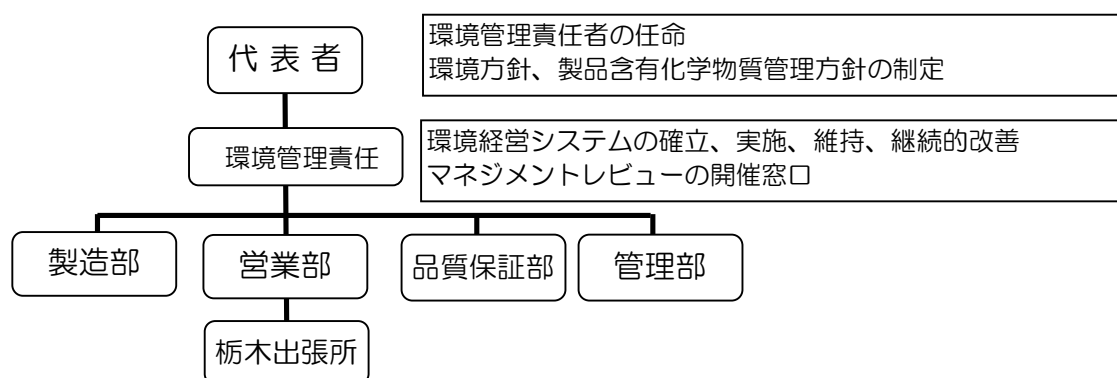 代 表 者
環境管理責任者の任命
環境方針、製品含有化学物質管理方針の制定
環境管理責任
環境経営システムの確立、実施、維持、継続的改善
マネジメントレビューの開催窓口
製造部
営業部
品質保証部
管理部
栃木出張所